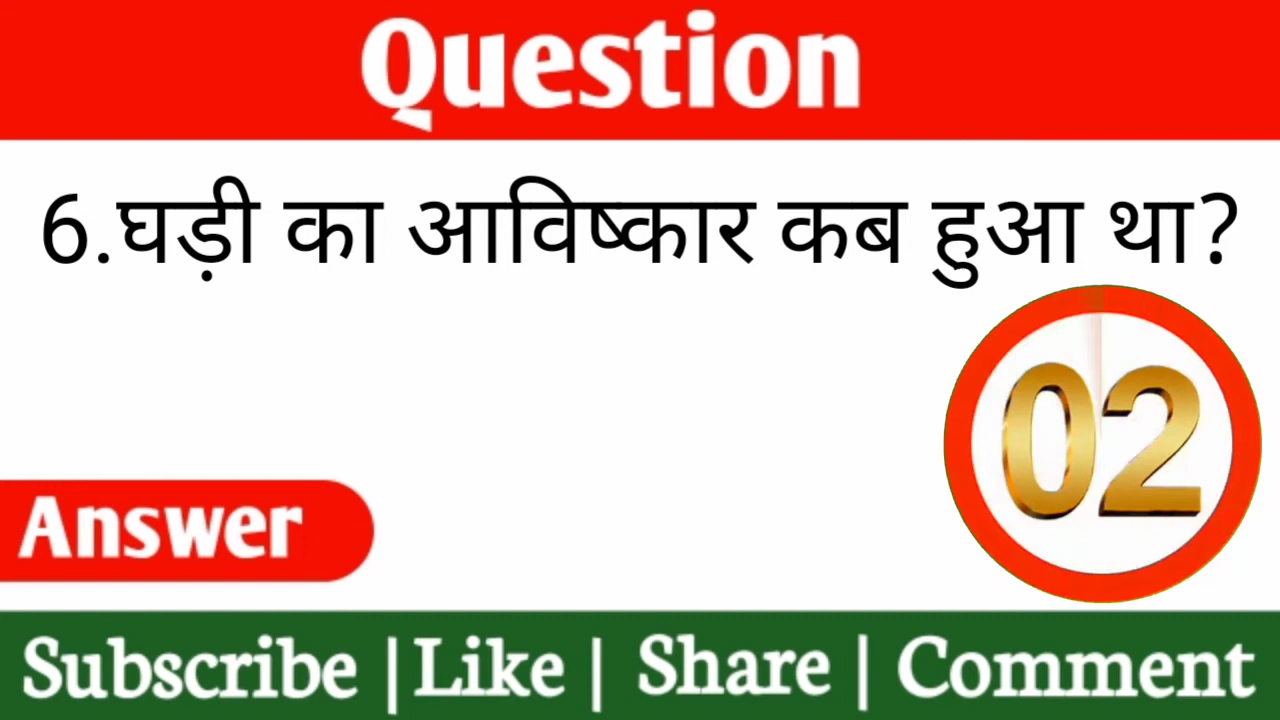 Question
6.घड़ी का आविष्कार कब हुआ था?
02
Answer
Subscribe | Like | Share | Comment